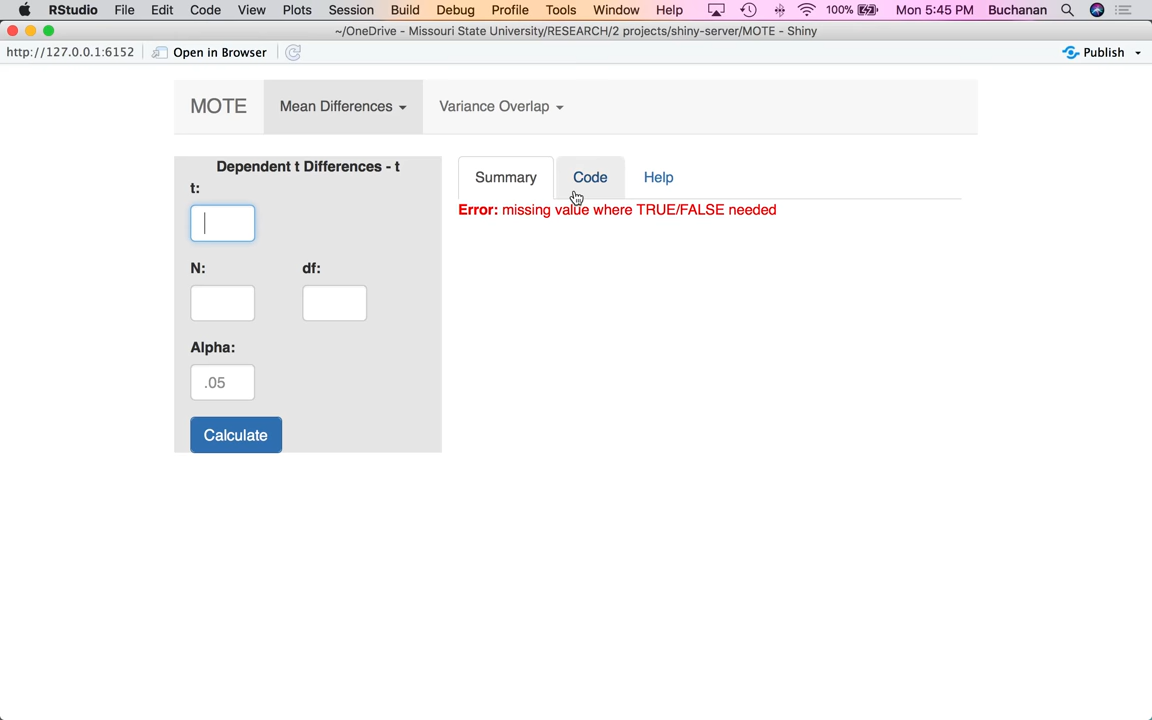 RStudio File Edit Code View Plots Session Build Debug Profile Tools Window Help 100% Mon 5:45 PM Buchanan
~/OneDrive - Missouri State University/RESEARCH/2 projects/shiny-server/MOTE - Shiny
http://127.0.0.1:6152 Open in Browser Publish
MOTE Mean Differences Variance Overlap
Dependent t Differences - t
t:
N: df:
Alpha:
.05
Calculate
Summary Code Help
Error: missing value where TRUE/FALSE needed